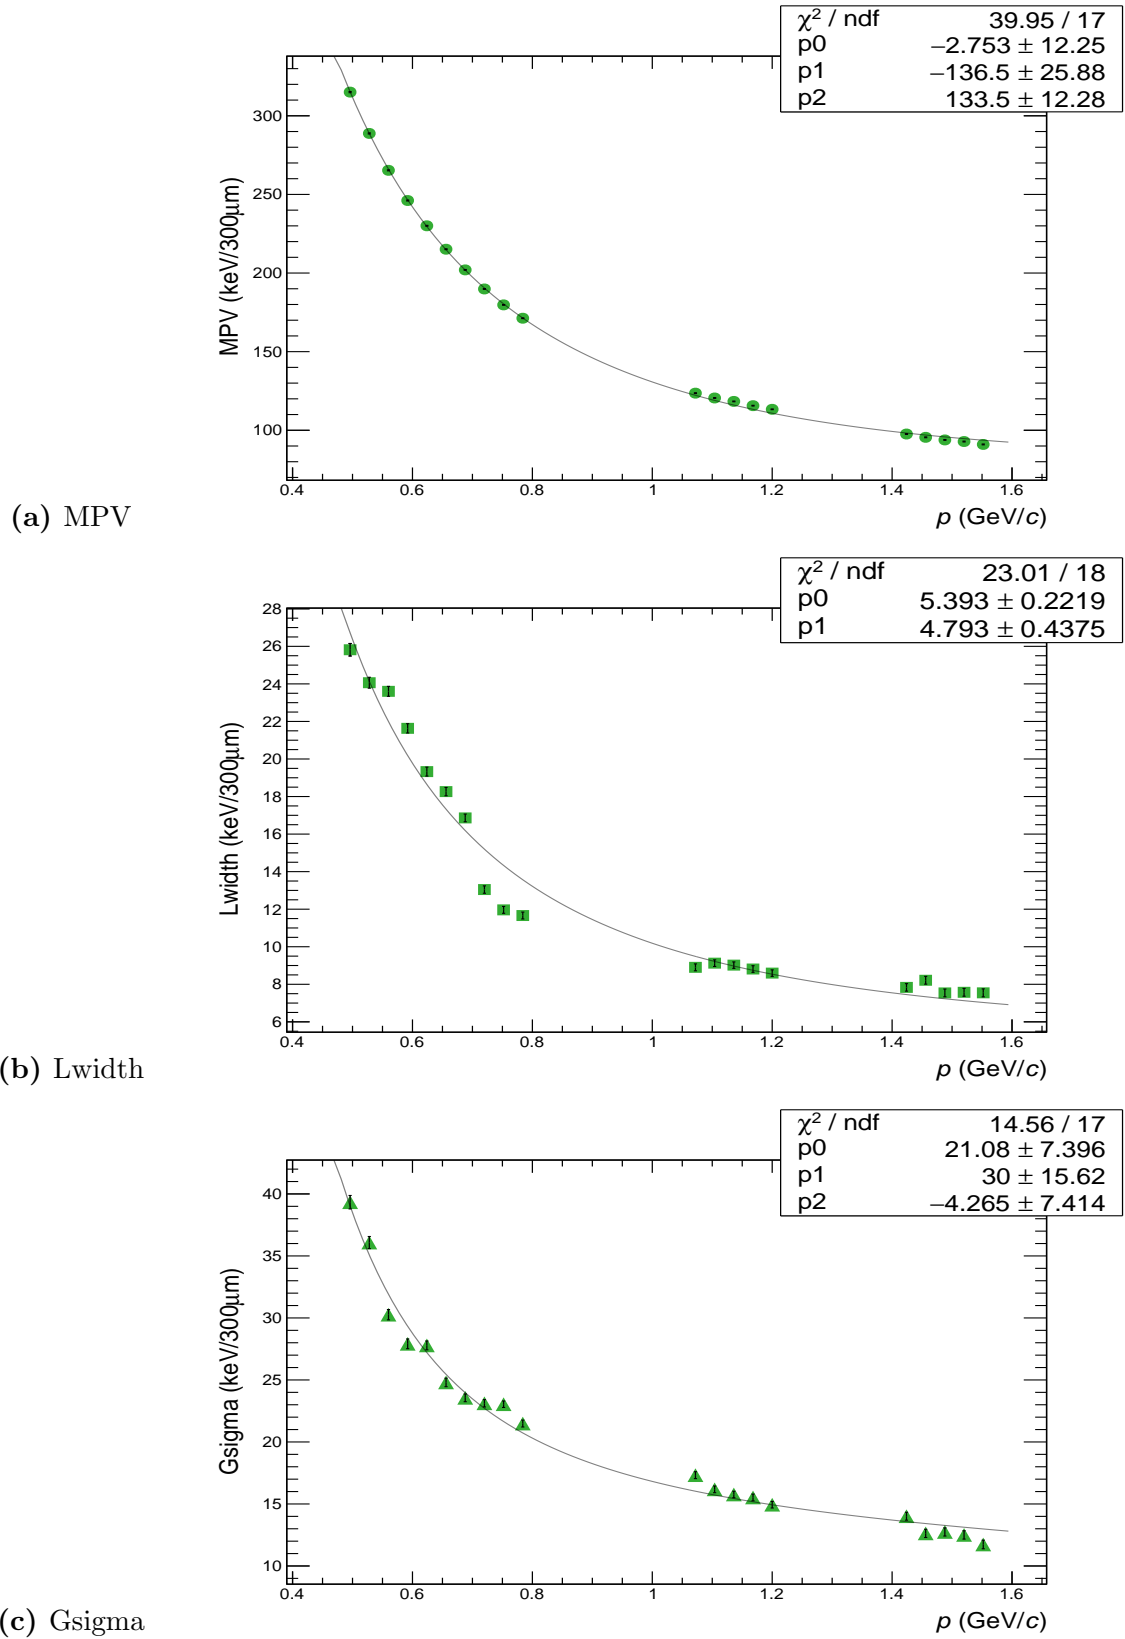 χ² / ndf 39.95 / 17
p0 −2.753 ± 12.25
p1 −136.5 ± 25.88
p2 133.5 ± 12.28
300
250
200
150
100
MPV (keV/300μm)
0.4 0.6 0.8 1 1.2 1.4 1.6
p (GeV/c)
(a) MPV
χ² / ndf 23.01 / 18
p0 5.393 ± 0.2219
p1 4.793 ± 0.4375
28
26
24
22
20
18
16
14
12
10
8
6
Lwidth (keV/300μm)
0.4 0.6 0.8 1 1.2 1.4 1.6
p (GeV/c)
(b) Lwidth
χ² / ndf 14.56 / 17
p0 21.08 ± 7.396
p1 30 ± 15.62
p2 −4.265 ± 7.414
40
35
30
25
20
15
10
Gsigma (keV/300μm)
0.4 0.6 0.8 1 1.2 1.4 1.6
p (GeV/c)
(c) Gsigma